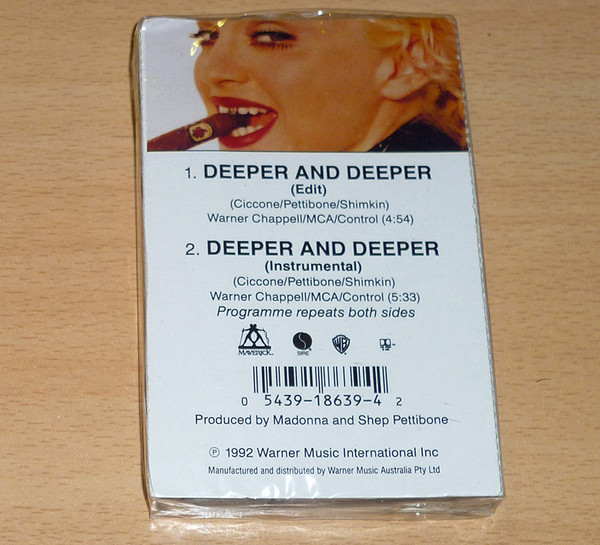 1. DEEPER AND DEEPER
(Edit)
(Ciccone/Pettibone/Shimkin)
Warner Chappell/MCA/Control (4:54)
2. DEEPER AND DEEPER
(Instrumental)
(Ciccone/Pettibone/Shimkin)
Warner Chappell/MCA/Control (5:33)
Programme repeats both sides
MAVERICK SIRE WB
0 5439-18639-4 2
Produced by Madonna and Shep Pettibone
℗ 1992 Warner Music International Inc
Manufactured and distributed by Warner Music Australia Pty Ltd